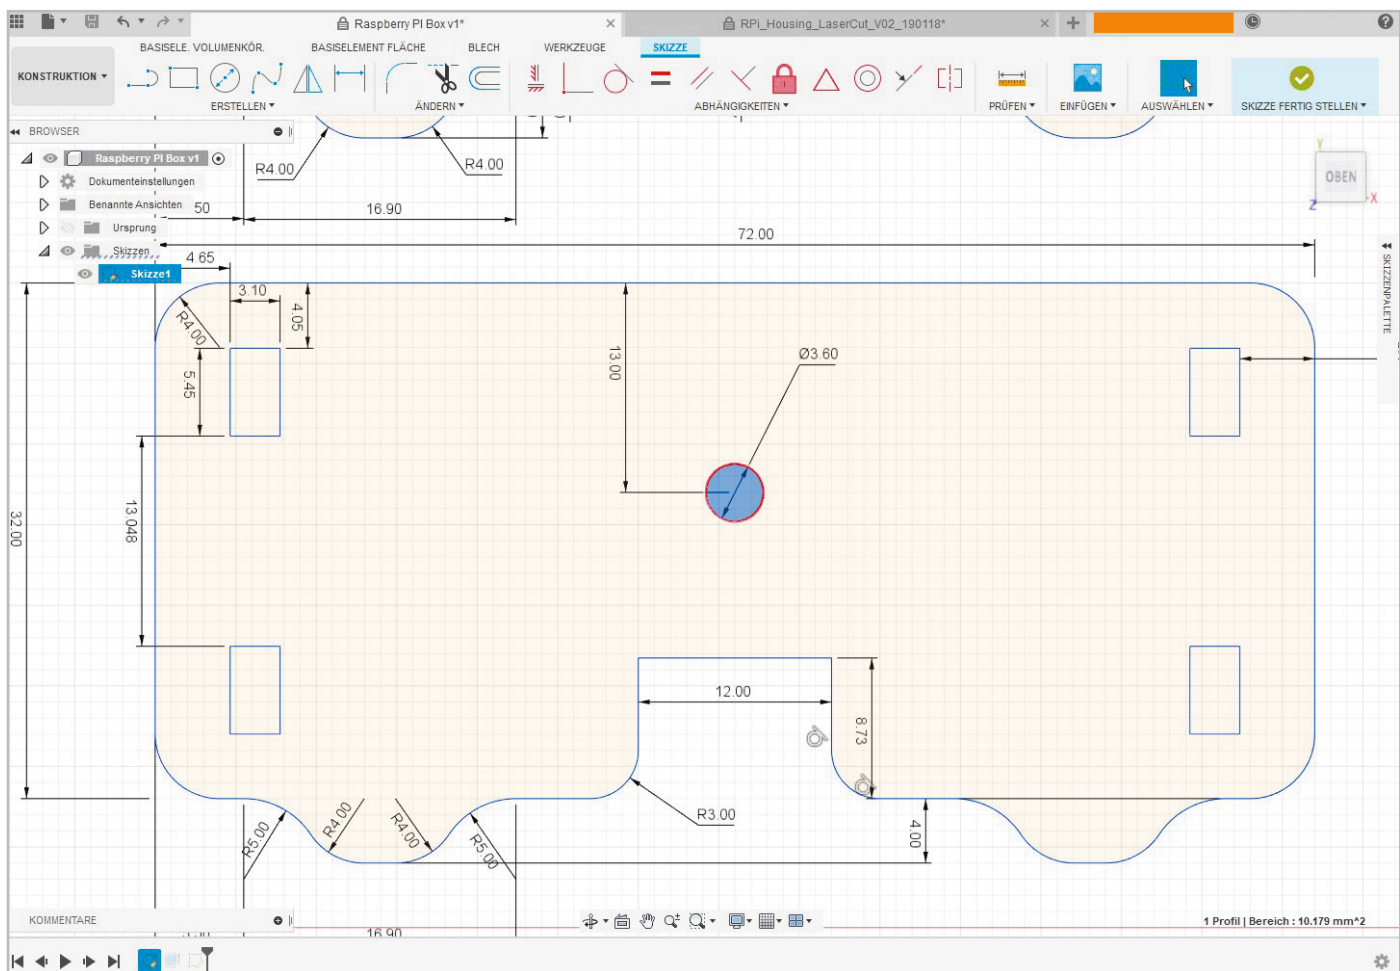 Raspberry PI Box v1*
RPi_Housing_LaserCut_V02_190118*
BASISELE. VOLUMENKÖR.
BASISELEMENT FLÄCHE
BLECH
WERKZEUGE
SKIZZE
KONSTRUKTION
ERSTELLEN
ÄNDERN
ABHÄNGIGKEITEN
PRÜFEN
EINFÜGEN
AUSWÄHLEN
SKIZZE FERTIG STELLEN
BROWSER
Raspberry PI Box v1
Dokumenteinstellungen
Benannte Ansichten
Ursprung
Skizzen
Skizze1
R4.00
R4.00
50
16.90
72.00
4.65
3.10
4.05
R4.00
5.45
13.00
Ø3.60
13.048
32.00
12.00
8.73
R3.00
4.00
R5.00
R4.00
R4.00
R5.00
16.90
Y
OBEN
Z
X
SKIZZENPALETTE
KOMMENTARE
1 Profil | Bereich : 10.179 mm^2